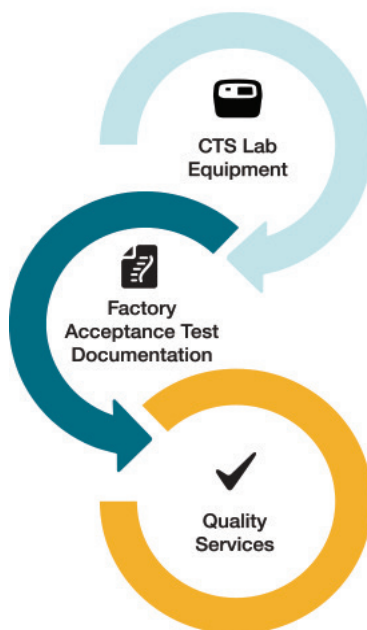 CTS Lab
Equipment
Factory
Acceptance Test
Documentation
Quality
Services